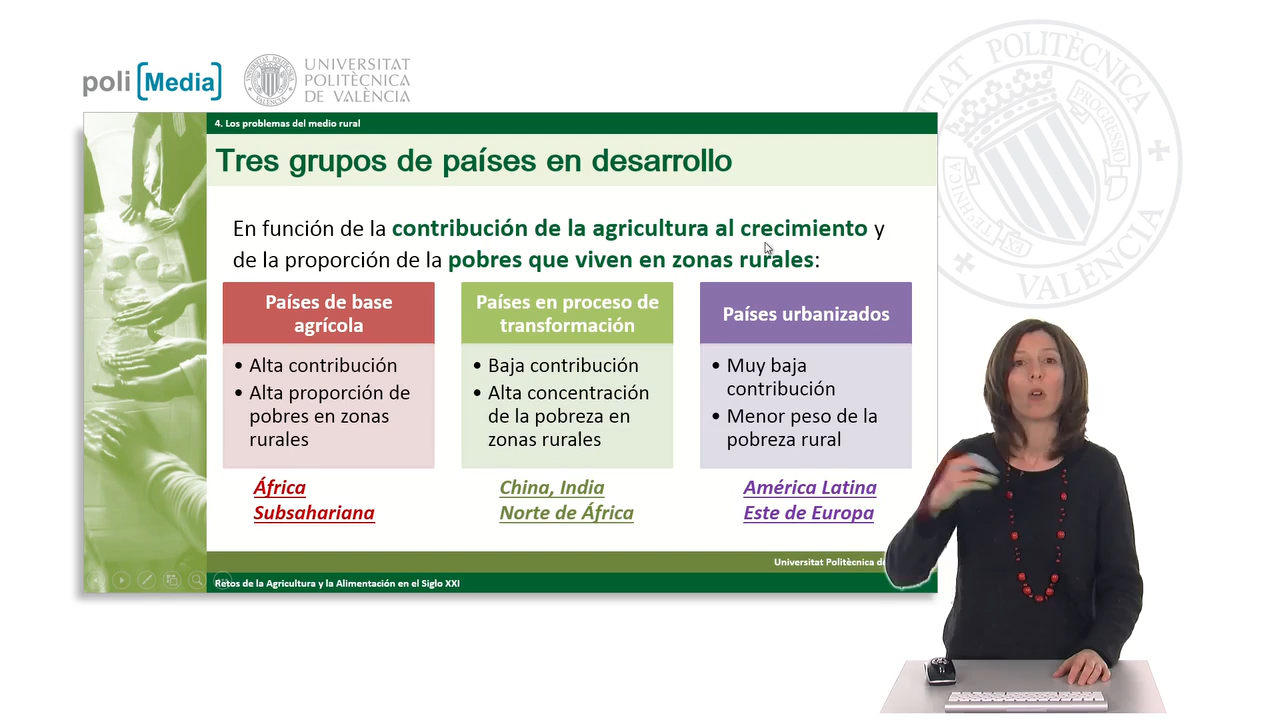 poli [Media]
UNIVERSITAT
POLITÈCNICA
DE VALÈNCIA
4. Los problemas del medio rural
Tres grupos de países en desarrollo
En función de la contribución de la agricultura al crecimiento y
de la proporción de la pobres que viven en zonas rurales:
Países de base
agrícola
• Alta contribución
• Alta proporción de
pobres en zonas
rurales
África
Subsahariana
Países en proceso de
transformación
• Baja contribución
• Alta concentración
de la pobreza en
zonas rurales
China, India
Norte de África
Países urbanizados
• Muy baja
contribución
• Menor peso de la
pobreza rural
América Latina
Este de Europa
Universitat Politècnica
Retos de la Agricultura y la Alimentación en el Siglo XXI
POLITÈCNICA
VALÈNCIA
PROGRESSIO